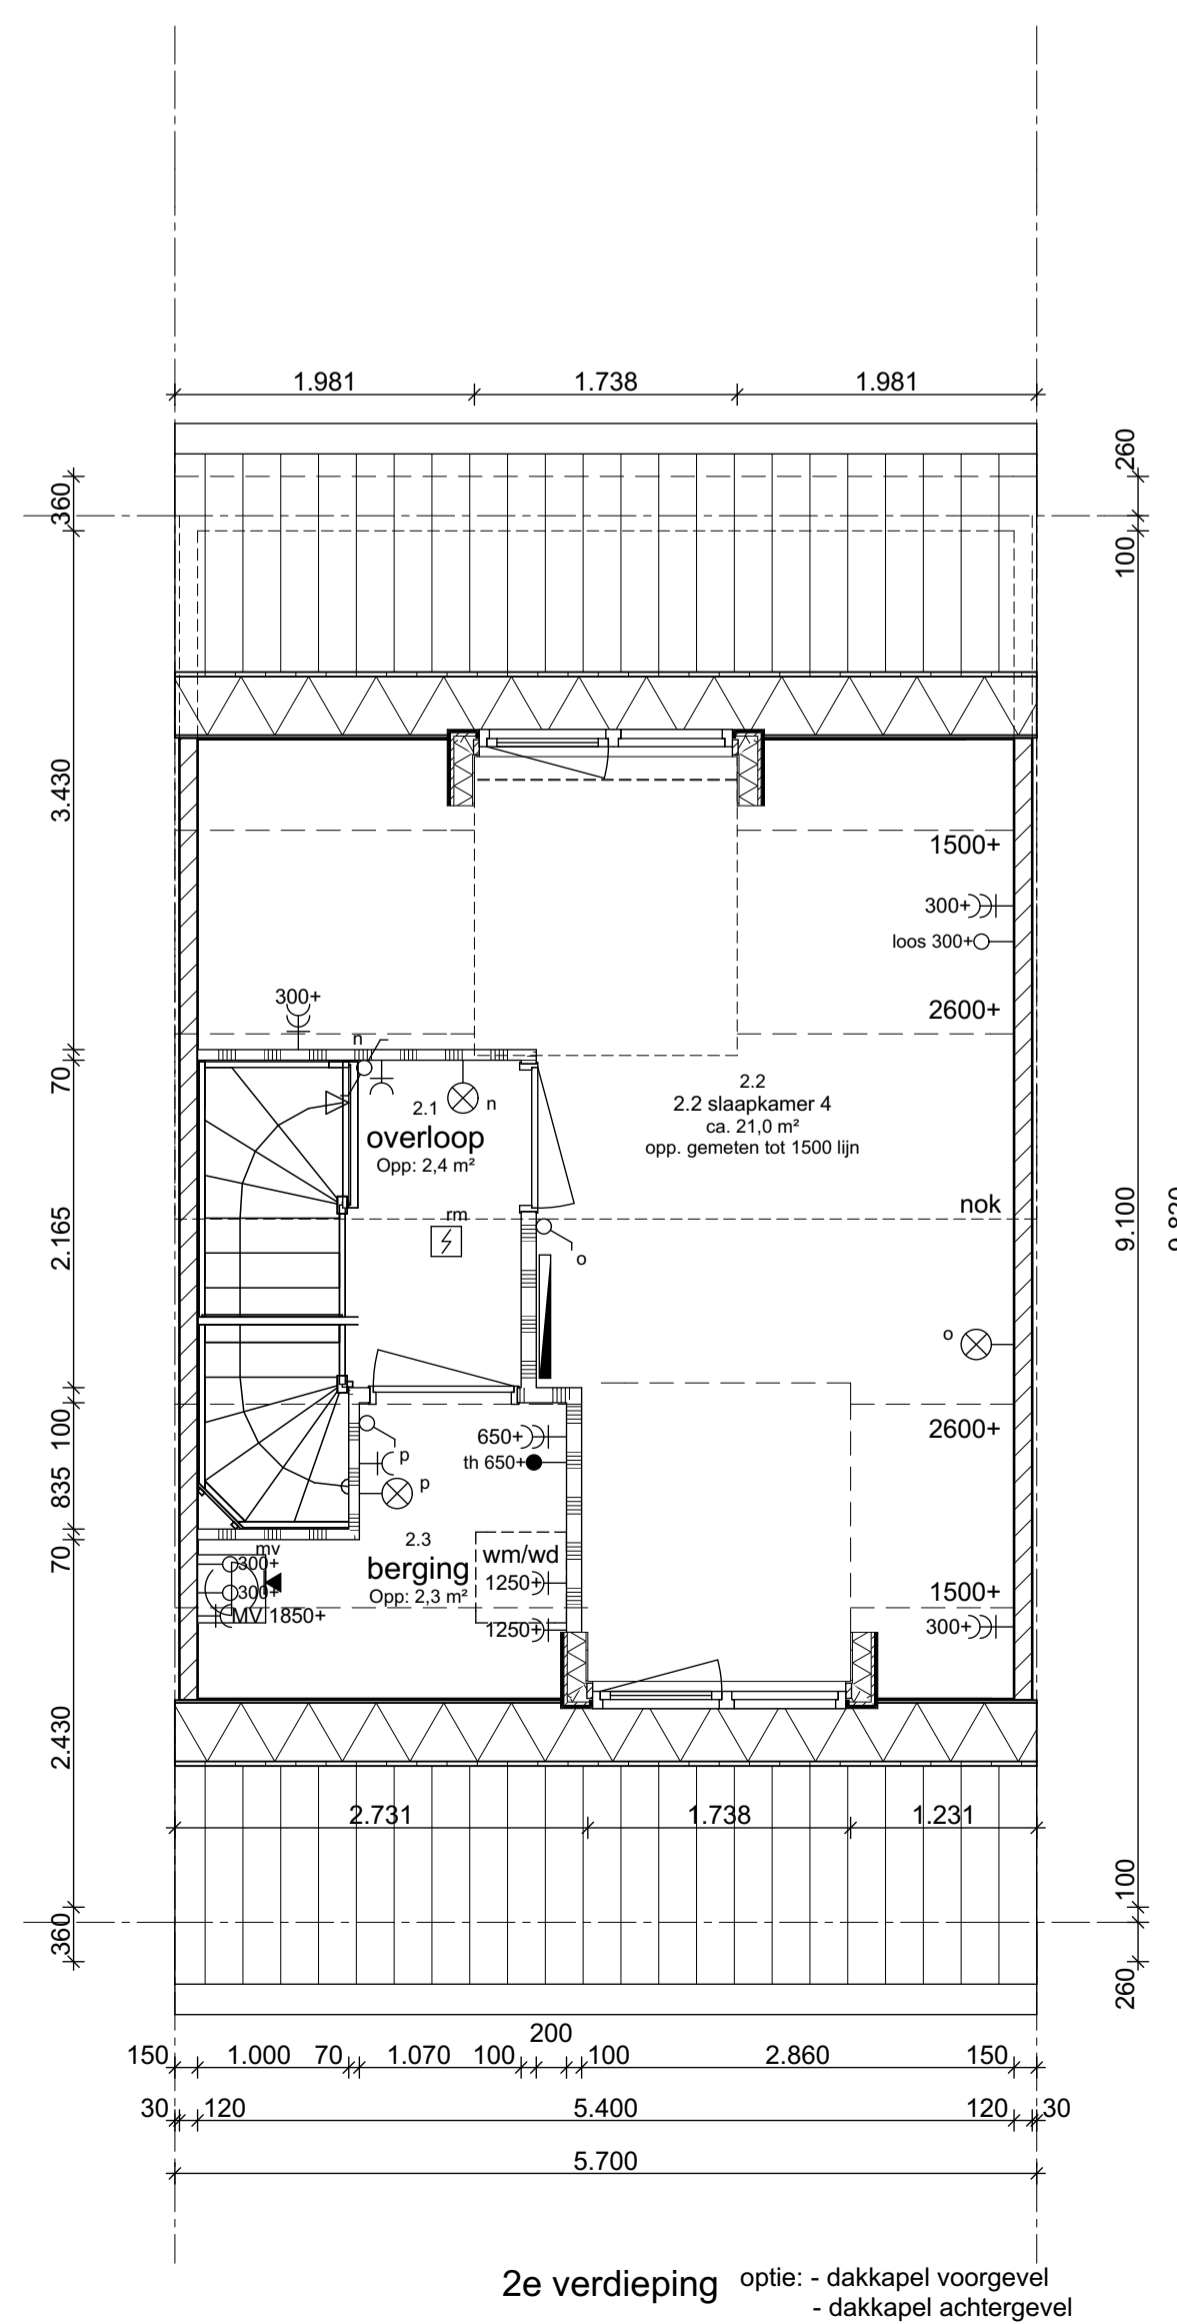 1.981 1.738 1.981
260
360
100
3.430
1500+
300+
loos 300+
2600+
300+
n
70
2.1
n
overloop
Opp: 2,4 m²
2.2
2.2 slaapkamer 4
ca. 21,0 m²
opp. gemeten tot 1500 lijn
nok
rm
o
2.165
9.100
o
100
650+
th 650+
p
p
2600+
835
70
2.3
berging
Opp: 2,3 m²
wm/wd
1250+
1250+
mv
300+
300+
MV 1850+
1500+
300+
2.430
2.731 1.738 1.231
100
360
260
200
150 1.000 70 1.070 100 100 2.860 150
30 120 5.400 120 30
5.700
2e verdieping optie: - dakkapel voorgevel
- dakkapel achtergevel